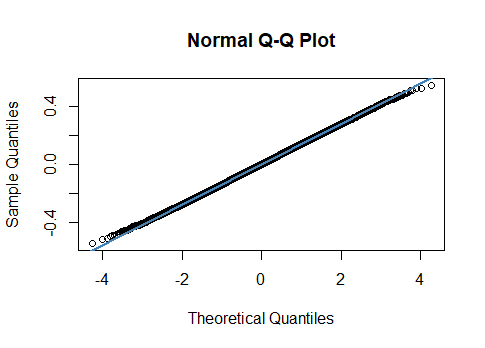 Normal Q-Q Plot
Sample Quantiles
0.4
0.0
-0.4
-4 -2 0 2 4
Theoretical Quantiles